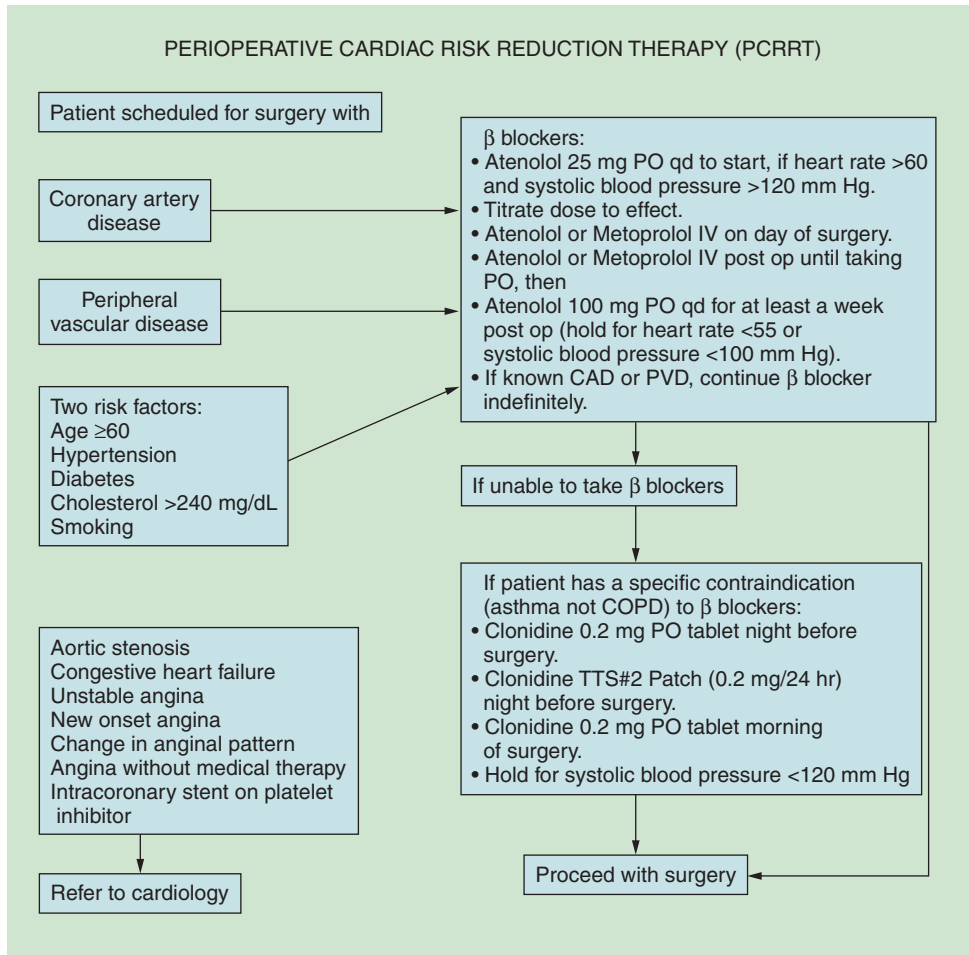 PERIOPERATIVE CARDIAC RISK REDUCTION THERAPY (PCRRT)
Patient scheduled for surgery with
Coronary artery
disease
Peripheral
vascular disease
Two risk factors:
Age ≥60
Hypertension
Diabetes
Cholesterol >240 mg/dL
Smoking
β blockers:
• Atenolol 25 mg PO qd to start, if heart rate >60
and systolic blood pressure >120 mm Hg.
• Titrate dose to effect.
• Atenolol or Metoprolol IV on day of surgery.
• Atenolol or Metoprolol IV post op until taking
PO, then
• Atenolol 100 mg PO qd for at least a week
post op (hold for heart rate <55 or
systolic blood pressure <100 mm Hg).
• If known CAD or PVD, continue β blocker
indefinitely.
If unable to take β blockers
If patient has a specific contraindication
(asthma not COPD) to β blockers:
• Clonidine 0.2 mg PO tablet night before
surgery.
• Clonidine TTS#2 Patch (0.2 mg/24 hr)
night before surgery.
• Clonidine 0.2 mg PO tablet morning
of surgery.
• Hold for systolic blood pressure <120 mm Hg
Proceed with surgery
Aortic stenosis
Congestive heart failure
Unstable angina
New onset angina
Change in anginal pattern
Angina without medical therapy
Intracoronary stent on platelet
inhibitor
Refer to cardiology